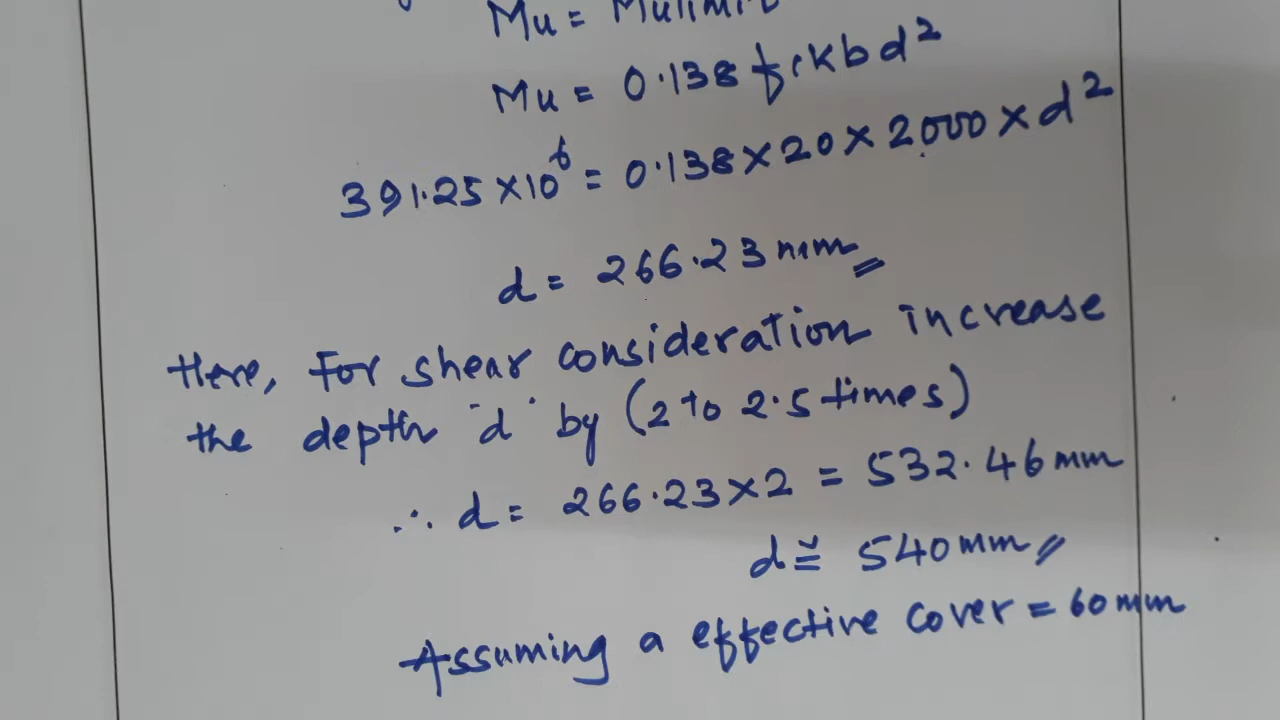 Mu = Mulimit
Mu = 0.138 fckbd²
391.25 × 10⁶ = 0.138 × 20 × 2000 × d²
d = 266.23 mm
Here, For shear consideration increase
the depth "d" by (2 to 2.5 times)
∴ d = 266.23 × 2 = 532.46 mm
d ≅ 540 mm
Assuming a effective cover = 60 mm